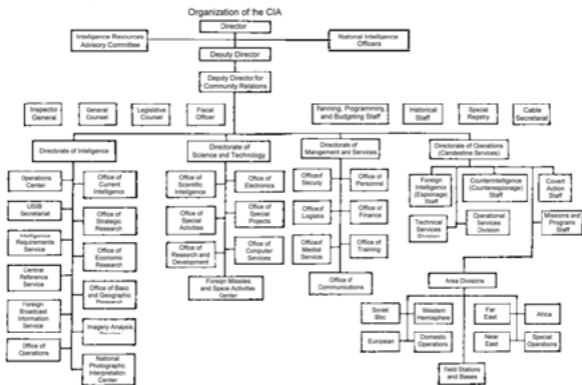 Organization of the CIA
Director
Intelligence Resources
Advisory Committee
National Intelligence
Officers
Deputy Director
Deputy Director for
Community Relations
Inspector
General
General
Counsel
Legislative
Counsel
Fiscal
Officer
Planning, Programming,
and Budgeting Staff
Historical
Staff
Special
Registry
Cable
Secretariat
Directorate of Intelligence
Directorate of
Science and Technology
Directorate of
Management and Services
Directorate of Operations
(Clandestine Services)
Operations
Center
Office of
Current
Intelligence
USIB
Secretariat
Office of
Strategic
Research
Intelligence
Requirements
Service
Office of
Economic
Research
Central
Reference
Service
Office of Basic
and Geographic
Research
Foreign
Broadcast
Information
Service
Imagery Analysis
Office of
Operations
National
Photographic
Interpretation
Center
Office of
Scientific
Intelligence
Office of
Electronics
Office of
Special
Activities
Office of
Special
Projects
Office of
Research and
Development
Office of
Computer
Services
Foreign Missiles
and Space Activities
Center
Office of
Security
Office of
Personnel
Office of
Logistics
Office of
Finance
Office of
Medical
Service
Office of
Training
Office of
Communications
Foreign
Intelligence
(Espionage)
Staff
Counterintelligence
(Counterespionage)
Staff
Covert
Action
Staff
Technical
Services
Division
Operational
Services
Division
Missions and
Programs
Staff
Area Divisions
Soviet
Bloc
Western
Hemisphere
Far
East
Africa
European
Domestic
Operations
Near
East
Special
Operations
Field Stations
and Bases